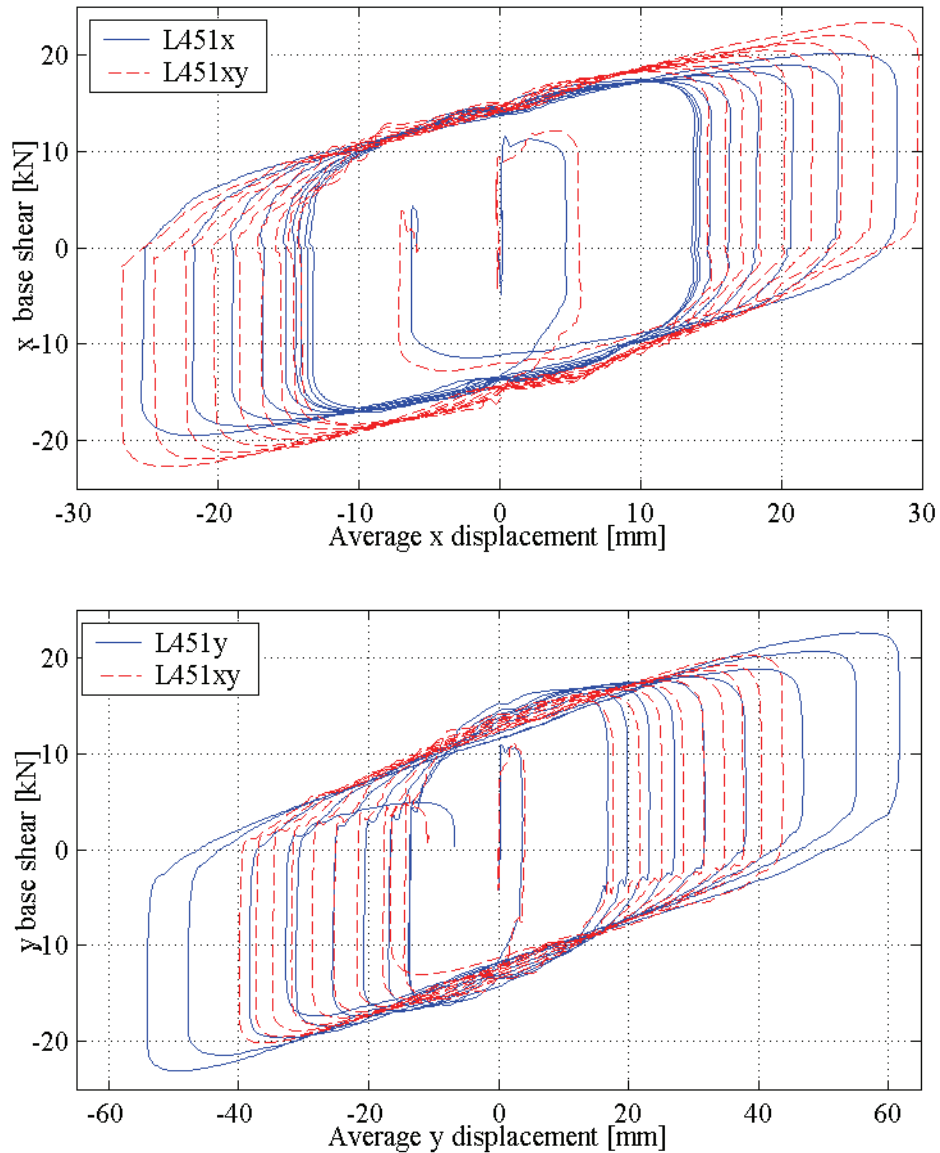 L451x
L451xy
20
10
0
-10
-20
x base shear [kN]
-30 -20 -10 0 10 20 30
Average x displacement [mm]
L451y
L451xy
20
10
0
-10
-20
y base shear [kN]
-60 -40 -20 0 20 40 60
Average y displacement [mm]